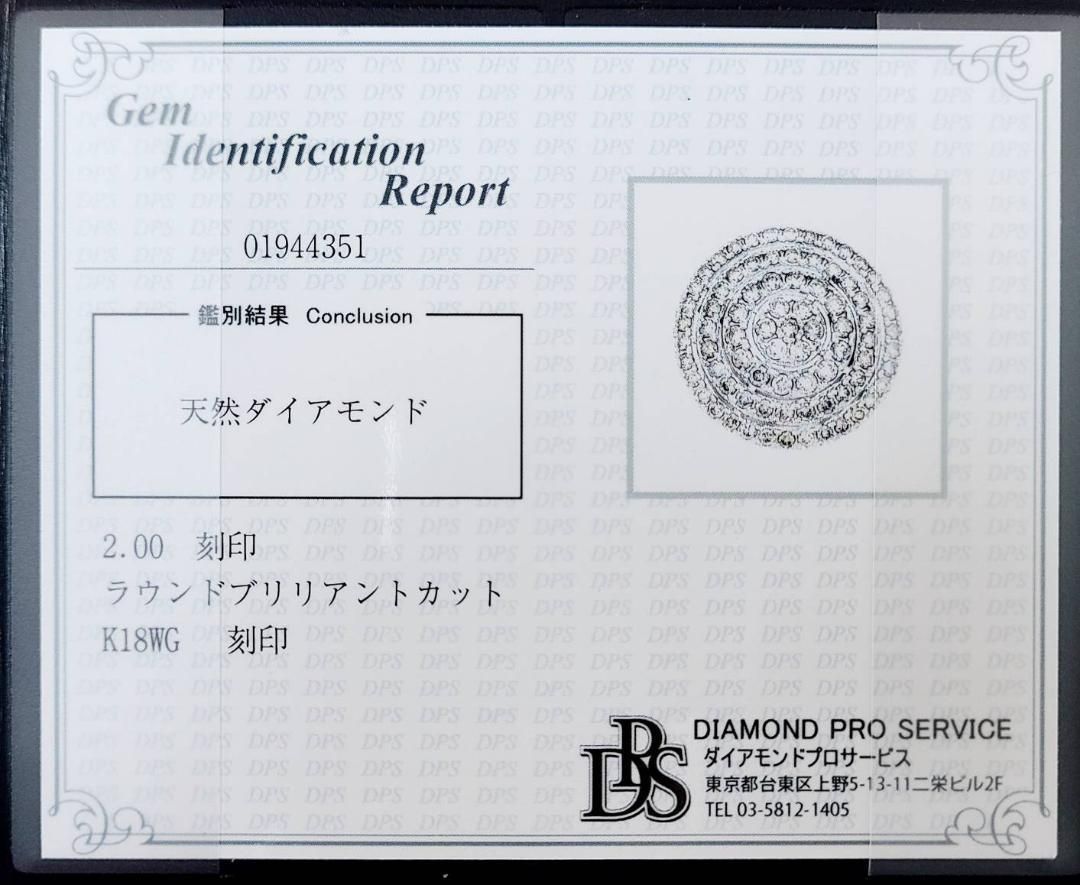 Gem
Identification
Report
01944351
鑑別結果 Conclusion
天然ダイアモンド
2.00 刻印
ラウンドブリリアントカット
K18WG 刻印
DPS
DIAMOND PRO SERVICE
ダイアモンドプロサービス
東京都台東区上野5-13-11二栄ビル2F
TEL 03-5812-1405